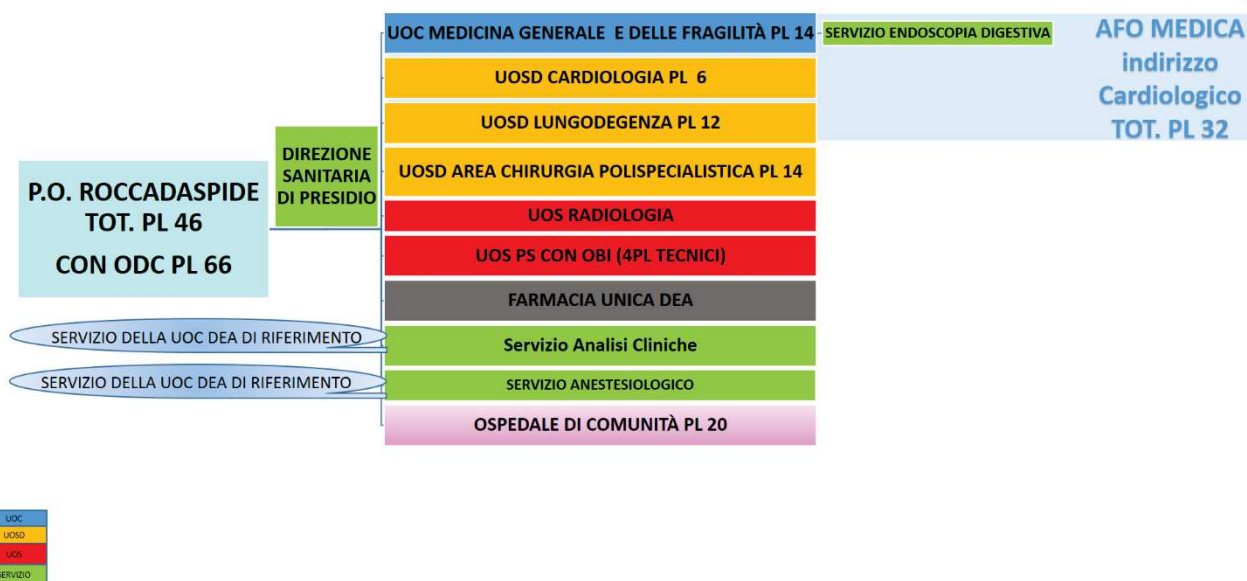 UOC MEDICINA GENERALE E DELLE FRAGILITÀ PL 14
SERVIZIO ENDOSCOPIA DIGESTIVA
AFO MEDICA
indirizzo
Cardiologico
TOT. PL 32
UOSD CARDIOLOGIA PL 6
UOSD LUNGODEGENZA PL 12
UOSD AREA CHIRURGIA POLISPECIALISTICA PL 14
DIREZIONE
SANITARIA
DI PRESIDIO
P.O. ROCCADASPIDE
TOT. PL 46
CON ODC PL 66
UOS RADIOLOGIA
UOS PS CON OBI (4PL TECNICI)
FARMACIA UNICA DEA
SERVIZIO DELLA UOC DEA DI RIFERIMENTO
Servizio Analisi Cliniche
SERVIZIO DELLA UOC DEA DI RIFERIMENTO
SERVIZIO ANESTESIOLOGICO
OSPEDALE DI COMUNITÀ PL 20
UOC
UOSD
UOS
SERVIZIO